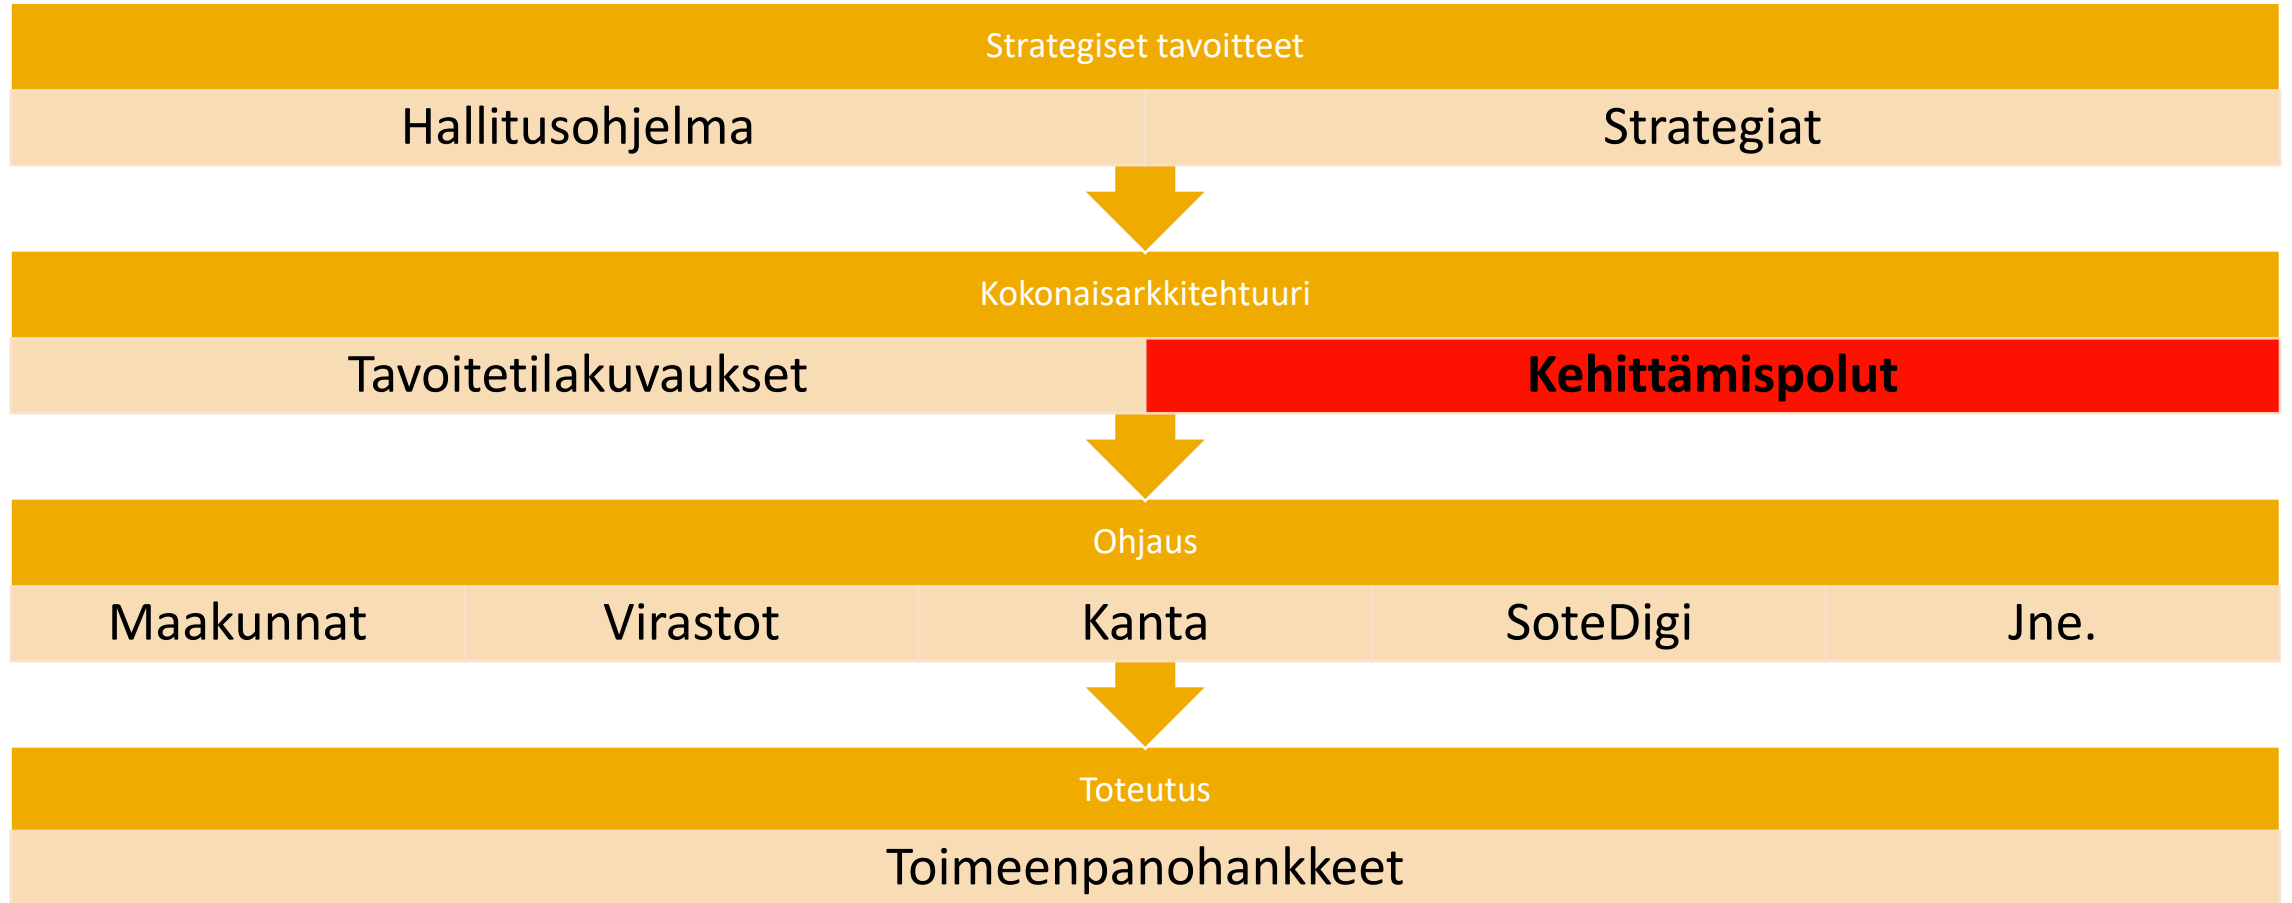 Strategiset tavoitteet
Hallitusohjelma
Strategiat
Kokonaisarkkitehtuuri
Tavoitetilakuvaukset
Kehittämispolut
Ohjaus
Maakunnat
Virastot
Kanta
SoteDigi
Jne.
Toteutus
Toimeenpanohankkeet